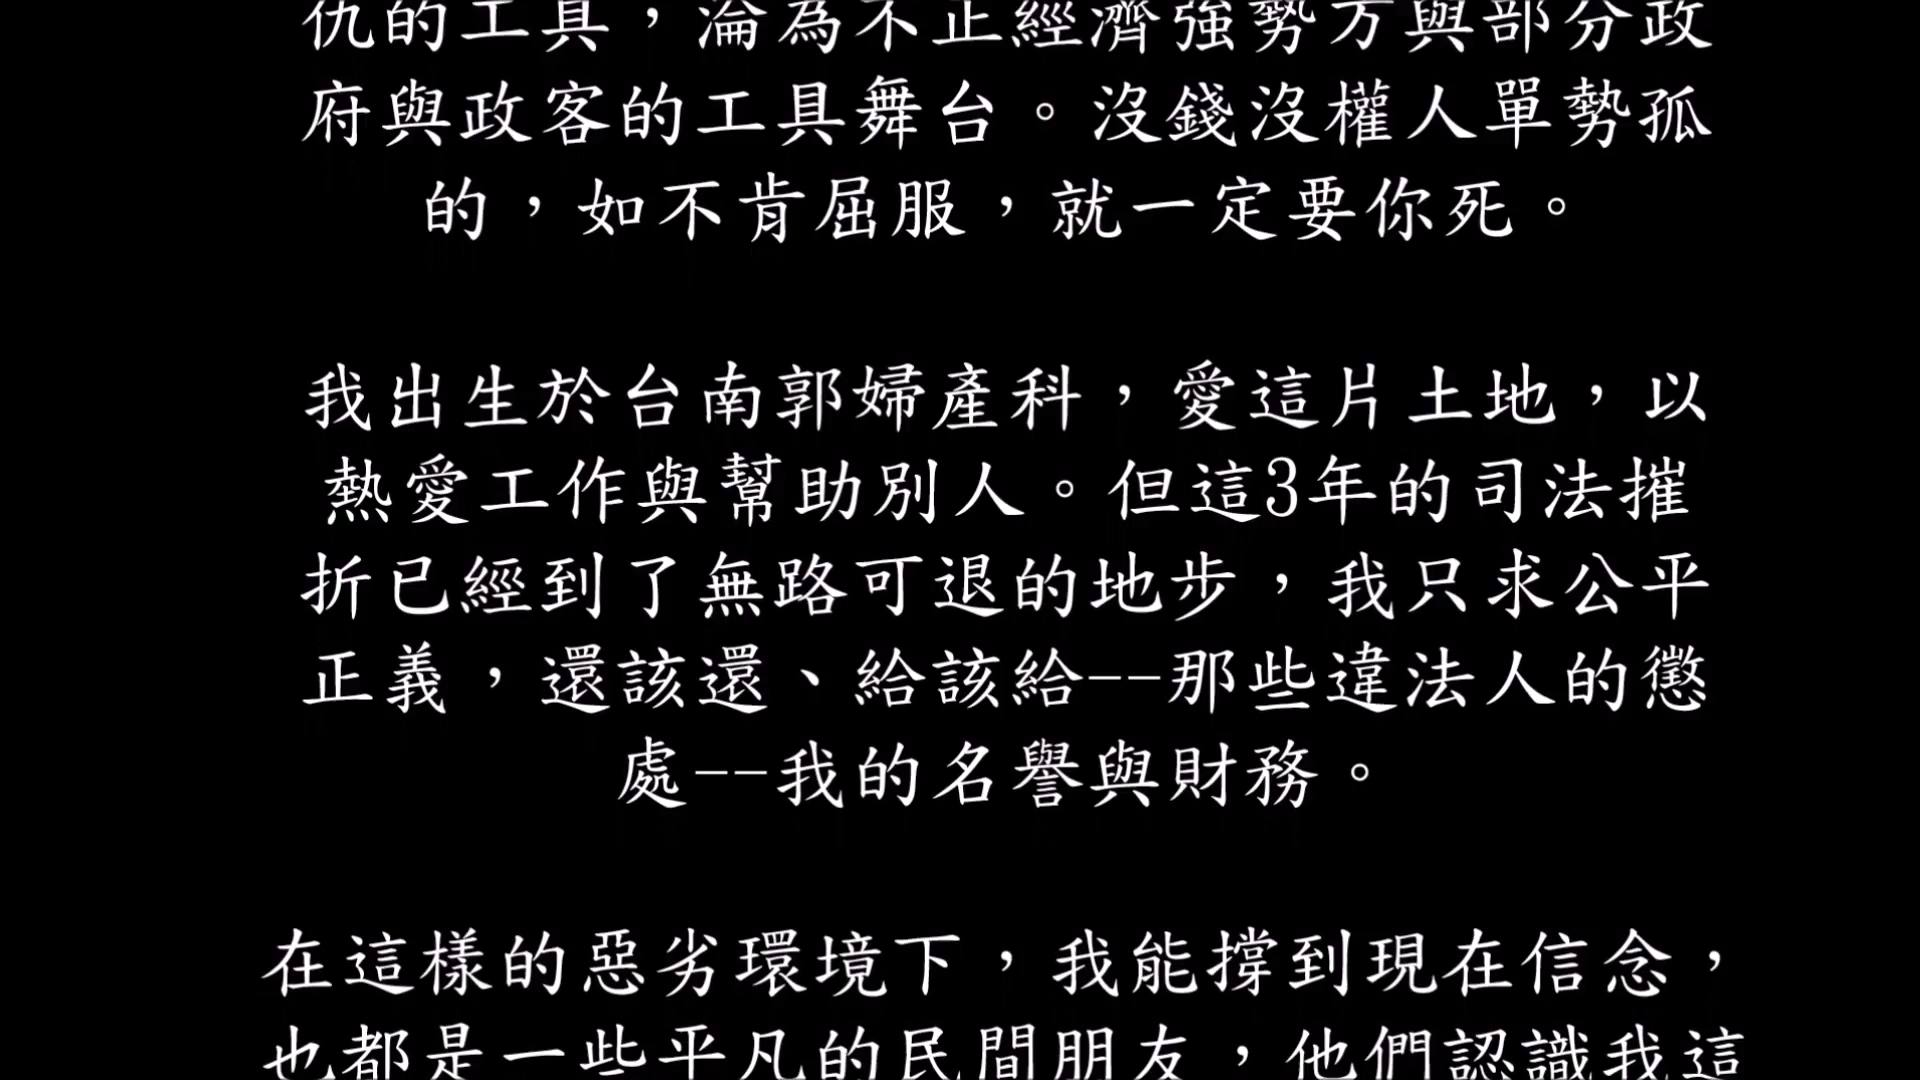 仇的工具，淪為不正經濟強勢方與部分政
府與政客的工具舞台。沒錢沒權人單勢孤
的，如不肯屈服，就一定要你死。
我出生於台南郭婦產科，愛這片土地，以
熱愛工作與幫助別人。但這3年的司法摧
折已經到了無路可退的地步，我只求公平
正義，還該還、給該給--那些違法人的懲
處--我的名譽與財務。
在這樣的惡劣環境下，我能撐到現在信念，
也都是一些平凡的民間朋友，他們認識我這